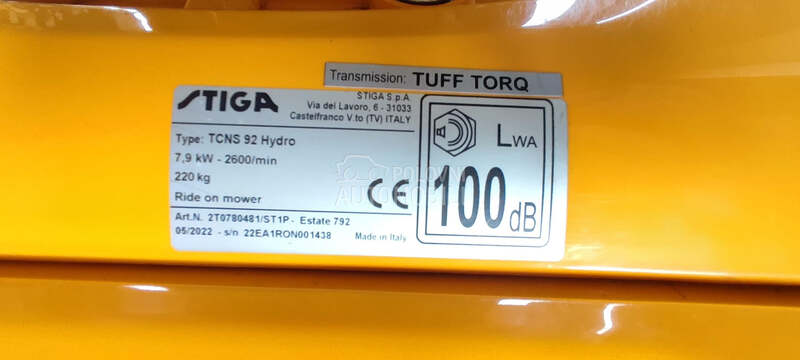 Transmission: TUFF TORQ
STIGA
STIGA S.p.A.
Via del Lavoro, 6 - 31033
Castelfranco V.to (TV) ITALY
Type: TCNS 92 Hydro
7,9 kW - 2600/min
220 kg
Ride on mower
CE
Art.N. 2T0780481/ST1P - Estate 792
05/2022 - s/n 22EA1RON001438
Made in Italy
LWA
100 dB